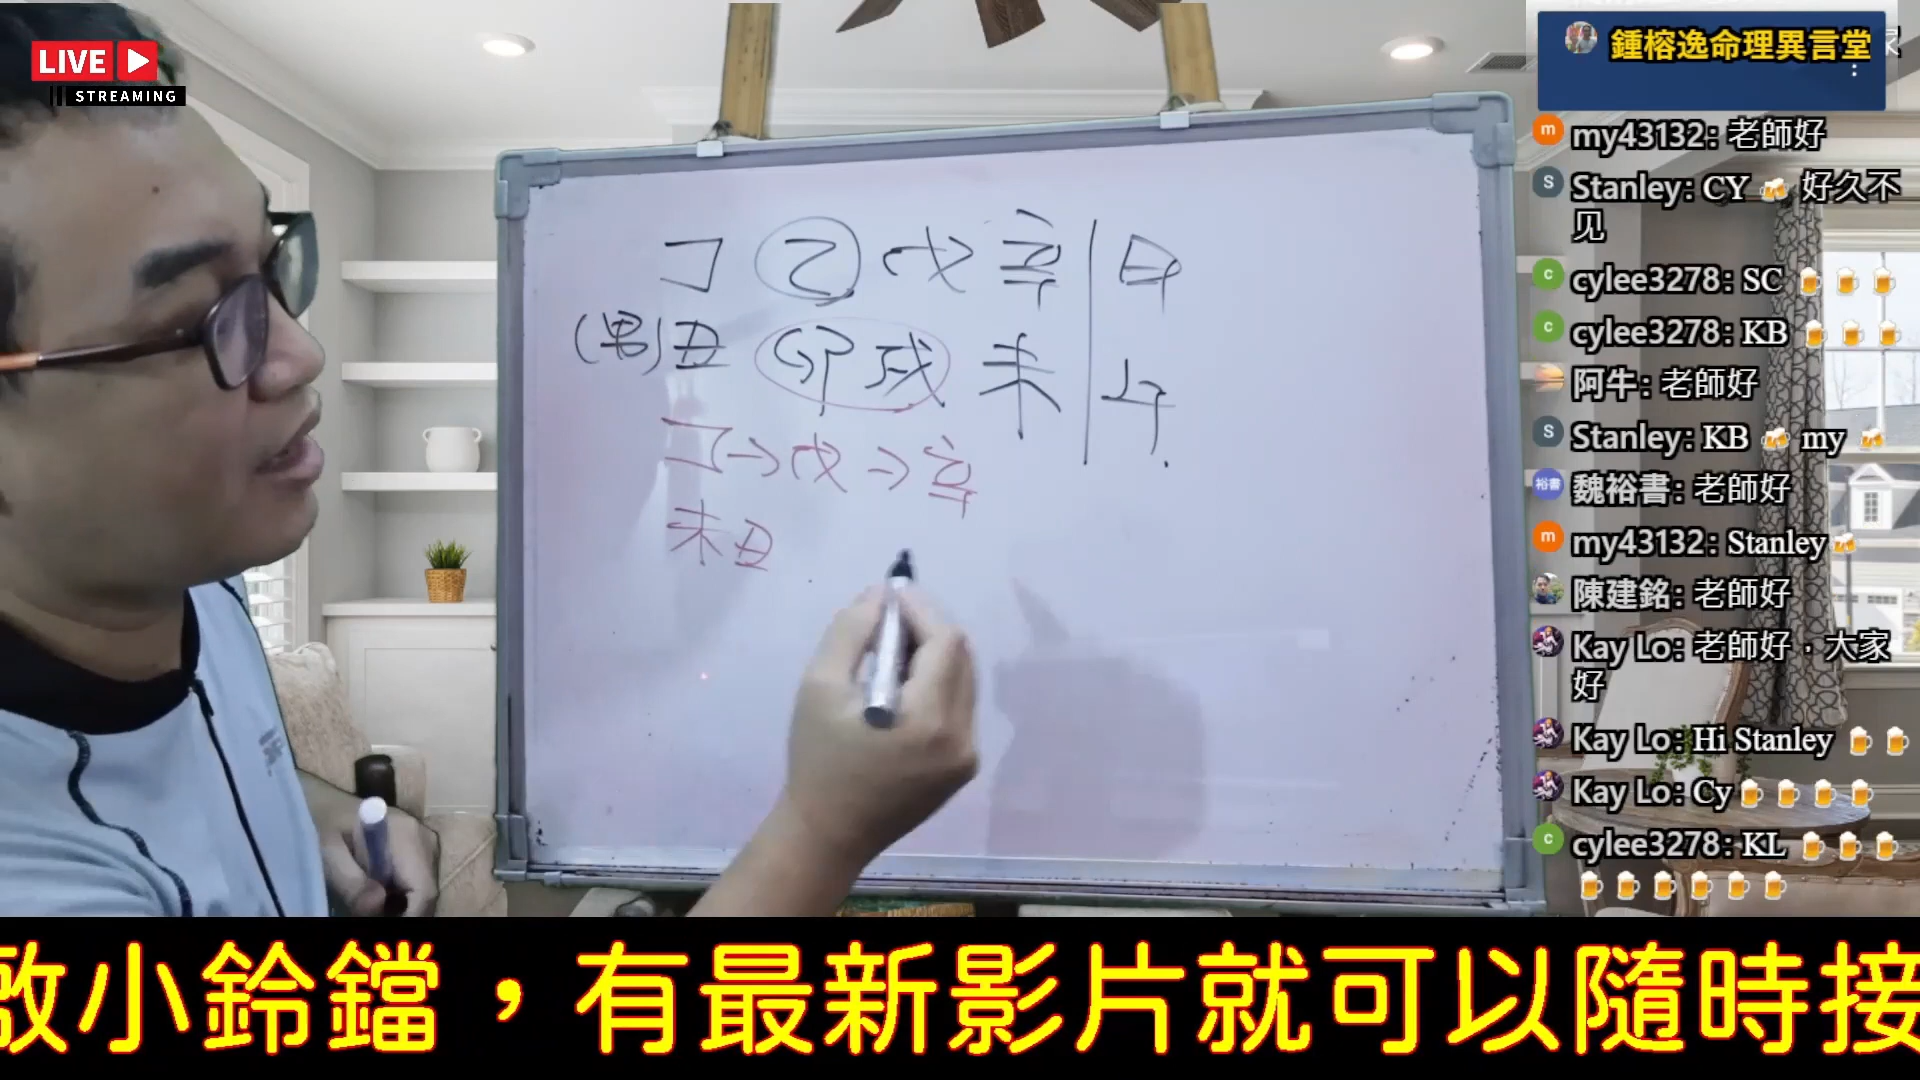 LIVE
STREAMING
丁 乙 戊 辛 甲
(男) 丑 卯 戌 未 午
丁→戊→辛
未丑
鍾榕逸命理異言堂
my43132: 老師好
Stanley: CY 🍻 好久不
见
cylee3278: SC 🍺 🍺 🍺
cylee3278: KB 🍺 🍺 🍺
阿牛: 老師好
Stanley: KB 🍻 my 🍻
裕書 魏裕書: 老師好
my43132: Stanley 🍻
陳建銘: 老師好
Kay Lo: 老師好，大家
好
Kay Lo: Hi Stanley 🍺 🍺
Kay Lo: Cy 🍺 🍺 🍺 🍺
cylee3278: KL 🍺 🍺 🍺
🍺 🍺 🍺 🍺 🍺 🍺
小鈴鐺，有最新影片就可以隨時接